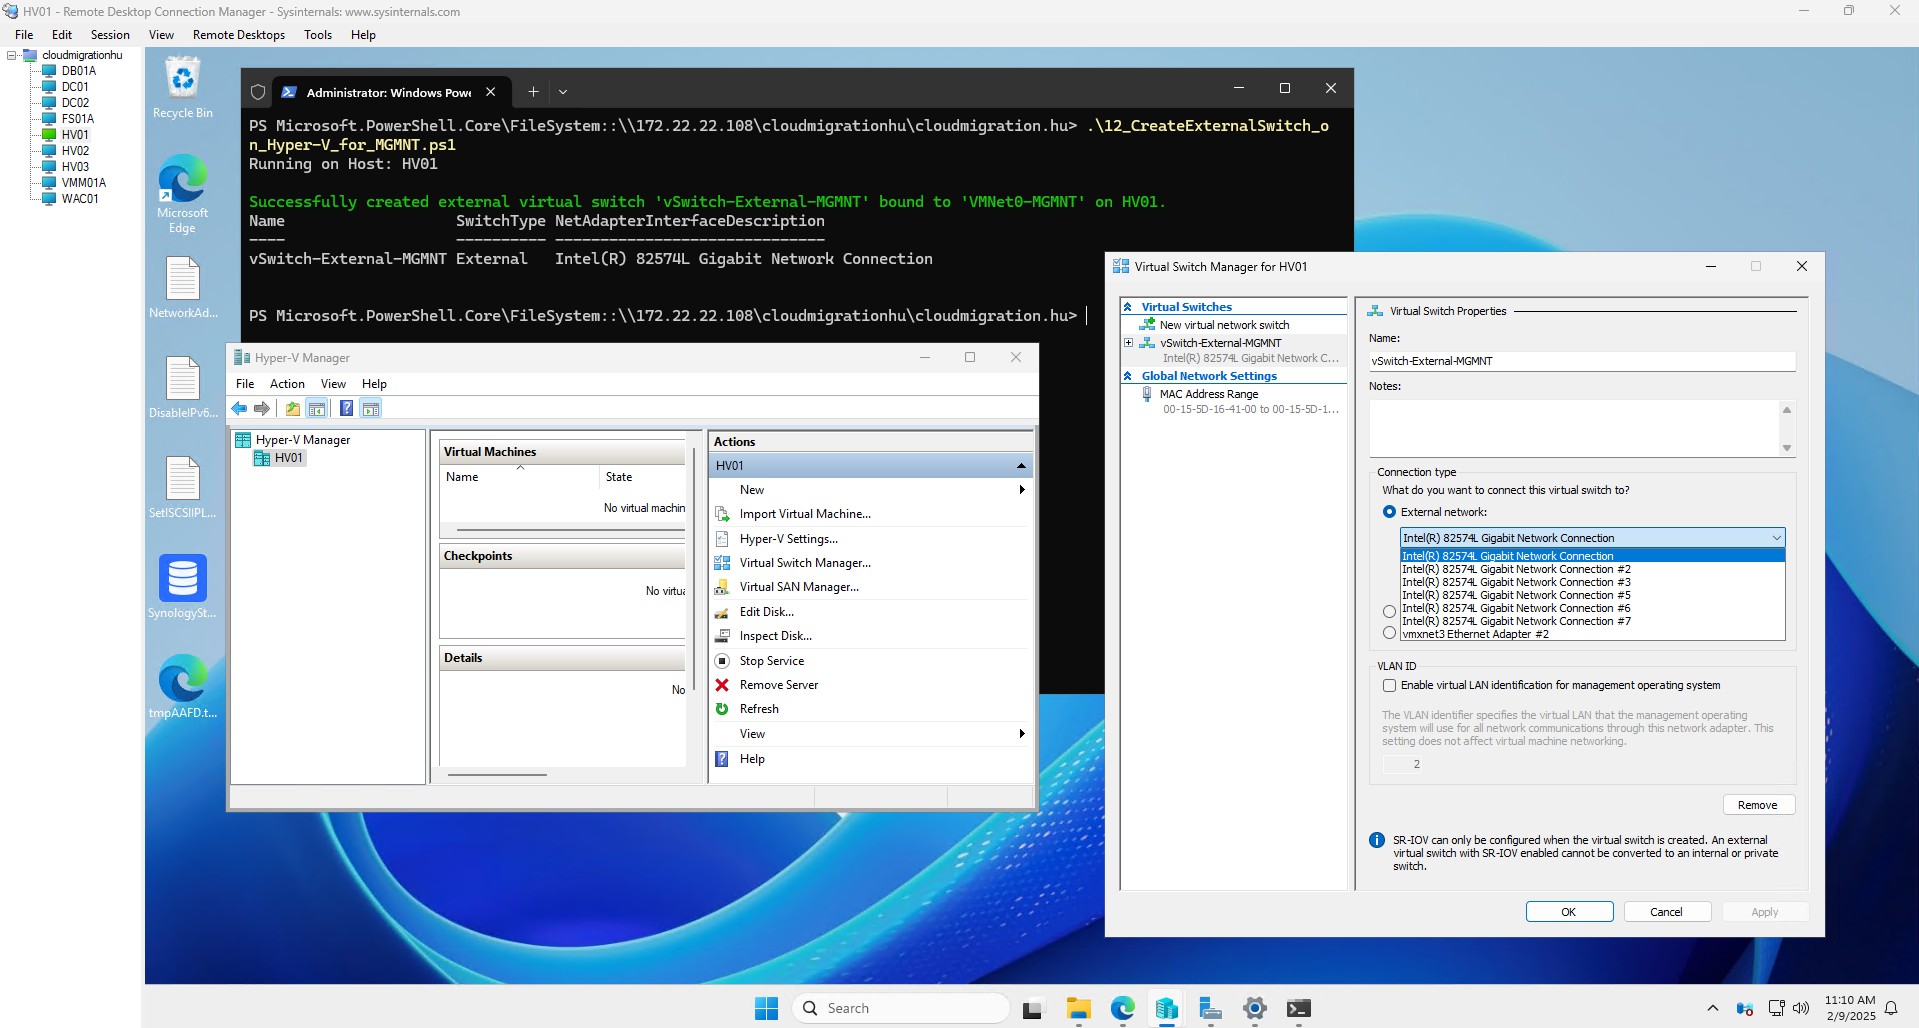 HV01 - Remote Desktop Connection Manager - Sysinternals: www.sysinternals.com
File Edit Session View Remote Desktops Tools Help
cloudmigrationhu
DB01A
DC01
DC02
FS01A
HV01
HV02
HV03
VMM01A
WAC01
Recycle Bin
Microsoft
Edge
NetworkAd...
DisableIPv6...
SetISCSIIPL...
SynologySt...
tmpAAFD.t...
Administrator: Windows Powe
PS Microsoft.PowerShell.Core\FileSystem::\\172.22.22.108\cloudmigrationhu\cloudmigration.hu> .\12_CreateExternalSwitch_o
n_Hyper-V_for_MGMNT.ps1
Running on Host: HV01
Successfully created external virtual switch 'vSwitch-External-MGMNT' bound to 'VMNet0-MGMNT' on HV01.
Name SwitchType NetAdapterInterfaceDescription
---- ---------- ------------------------------
vSwitch-External-MGMNT External Intel(R) 82574L Gigabit Network Connection
PS Microsoft.PowerShell.Core\FileSystem::\\172.22.22.108\cloudmigrationhu\cloudmigration.hu>
Hyper-V Manager
File Action View Help
Hyper-V Manager
HV01
Virtual Machines
Name State
No virtual machin
Checkpoints
No virtua
Details
No
Actions
HV01
New
Import Virtual Machine...
Hyper-V Settings...
Virtual Switch Manager...
Virtual SAN Manager...
Edit Disk...
Inspect Disk...
Stop Service
Remove Server
Refresh
View
Help
Virtual Switch Manager for HV01
Virtual Switches
New virtual network switch
vSwitch-External-MGMNT
Intel(R) 82574L Gigabit Network C...
Global Network Settings
MAC Address Range
00-15-5D-16-41-00 to 00-15-5D-1...
Virtual Switch Properties
Name:
vSwitch-External-MGMNT
Notes:
Connection type
What do you want to connect this virtual switch to?
External network:
Intel(R) 82574L Gigabit Network Connection
Intel(R) 82574L Gigabit Network Connection
Intel(R) 82574L Gigabit Network Connection #2
Intel(R) 82574L Gigabit Network Connection #3
Intel(R) 82574L Gigabit Network Connection #5
Intel(R) 82574L Gigabit Network Connection #6
Intel(R) 82574L Gigabit Network Connection #7
vmxnet3 Ethernet Adapter #2
VLAN ID
Enable virtual LAN identification for management operating system
The VLAN identifier specifies the virtual LAN that the management operating
system will use for all network communications through this network adapter. This
setting does not affect virtual machine networking.
2
Remove
SR-IOV can only be configured when the virtual switch is created. An external
virtual switch with SR-IOV enabled cannot be converted to an internal or private
switch.
OK Cancel Apply
Search
11:10 AM
2/9/2025